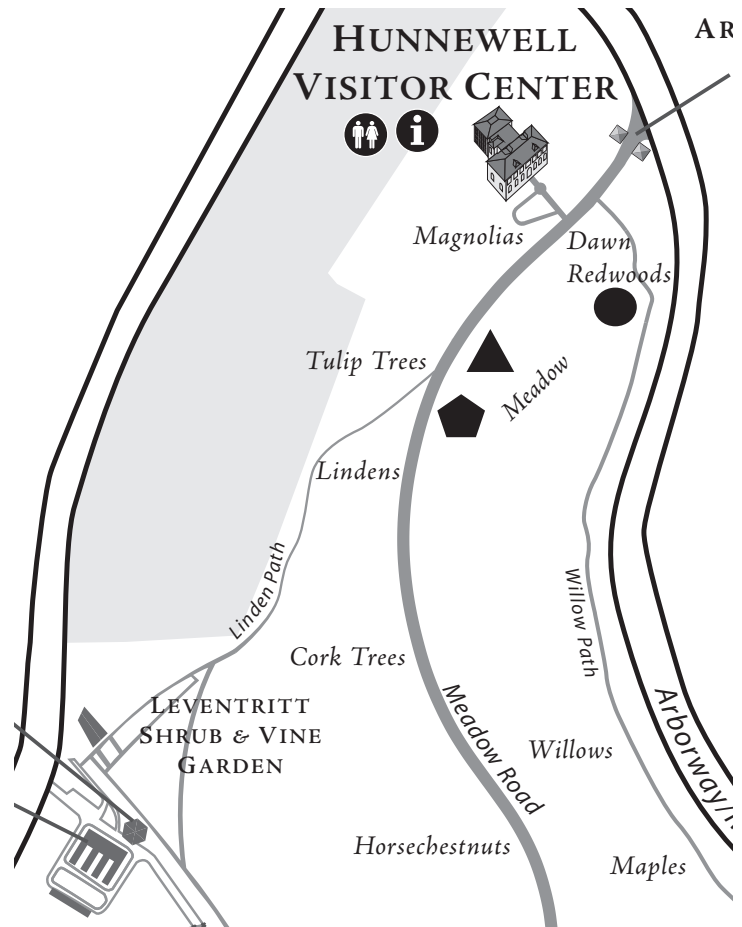 HUNNEWELL
VISITOR CENTER
AR
i
Magnolias
Dawn
Redwoods
Tulip Trees
Meadow
Lindens
Linden Path
Willow Path
Cork Trees
LEVENTRITT
SHRUB & VINE
GARDEN
Meadow Road
Willows
Arborway/
Horsechestnuts
Maples